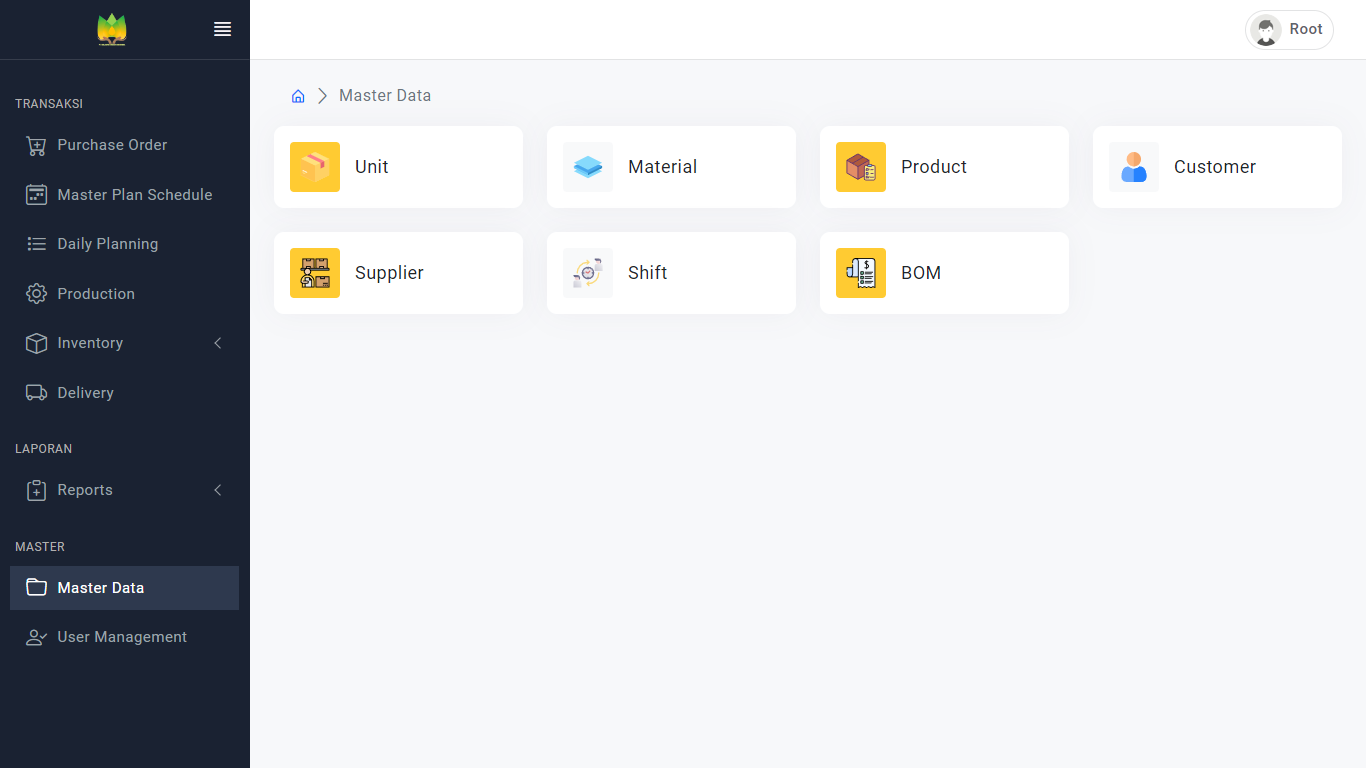 Root
TRANSAKSI
Purchase Order
Master Plan Schedule
Daily Planning
Production
Inventory
Delivery
LAPORAN
Reports
MASTER
Master Data
User Management
Master Data
Unit
Material
Product
Customer
Supplier
Shift
BOM